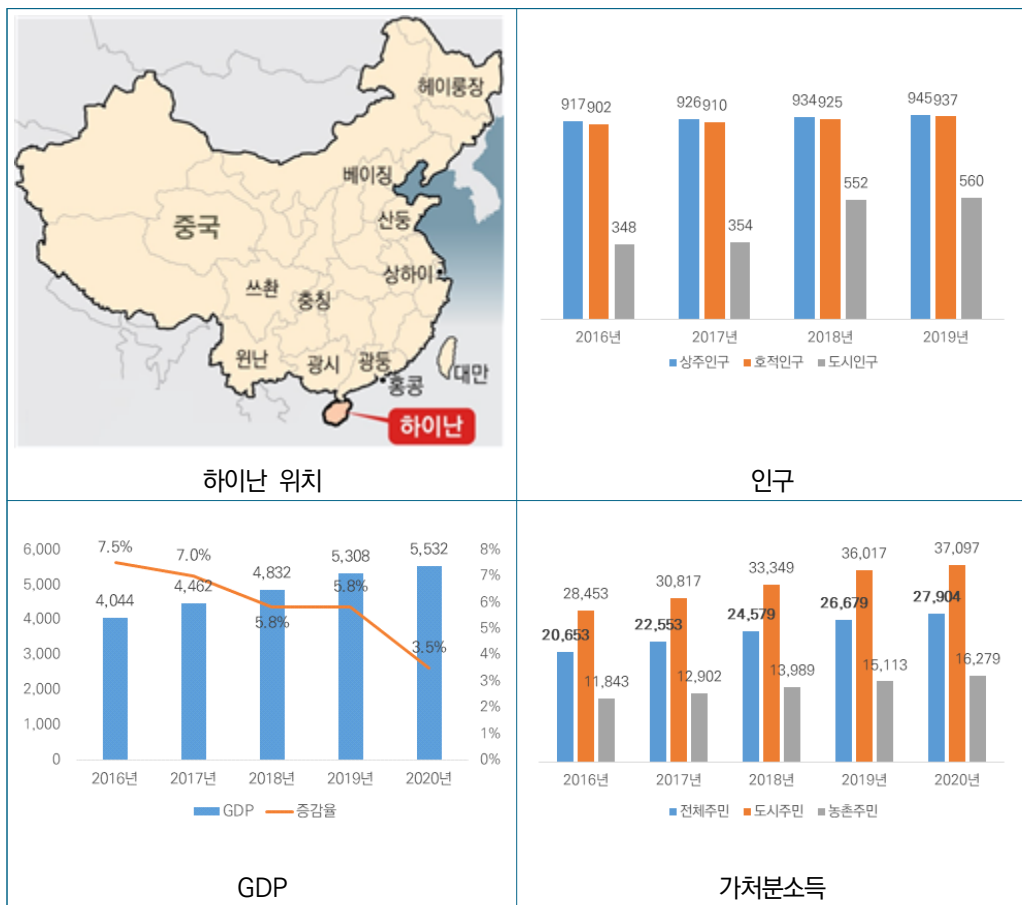 헤이룽장
베이징
산둥
중국
상하이
쓰촨
충칭
윈난
광시
광둥
대만
홍콩
하이난
하이난 위치
917 902
926 910
934 925
945 937
348
354
552
560
2016년 2017년 2018년 2019년
상주인구 호적인구 도시인구
인구
6,000
5,000
4,000
3,000
2,000
1,000
0
7.5%
7.0%
5.8%
5.8%
3.5%
4,044
4,462
4,832
5,308
5,532
8%
7%
6%
5%
4%
3%
2%
1%
0%
2016년 2017년 2018년 2019년 2020년
GDP 증감율
GDP
28,453
30,817
33,349
36,017
37,097
20,653
22,553
24,579
26,679
27,904
11,843
12,902
13,989
15,113
16,279
2016년 2017년 2018년 2019년 2020년
전체주민 도시주민 농촌주민
가처분소득